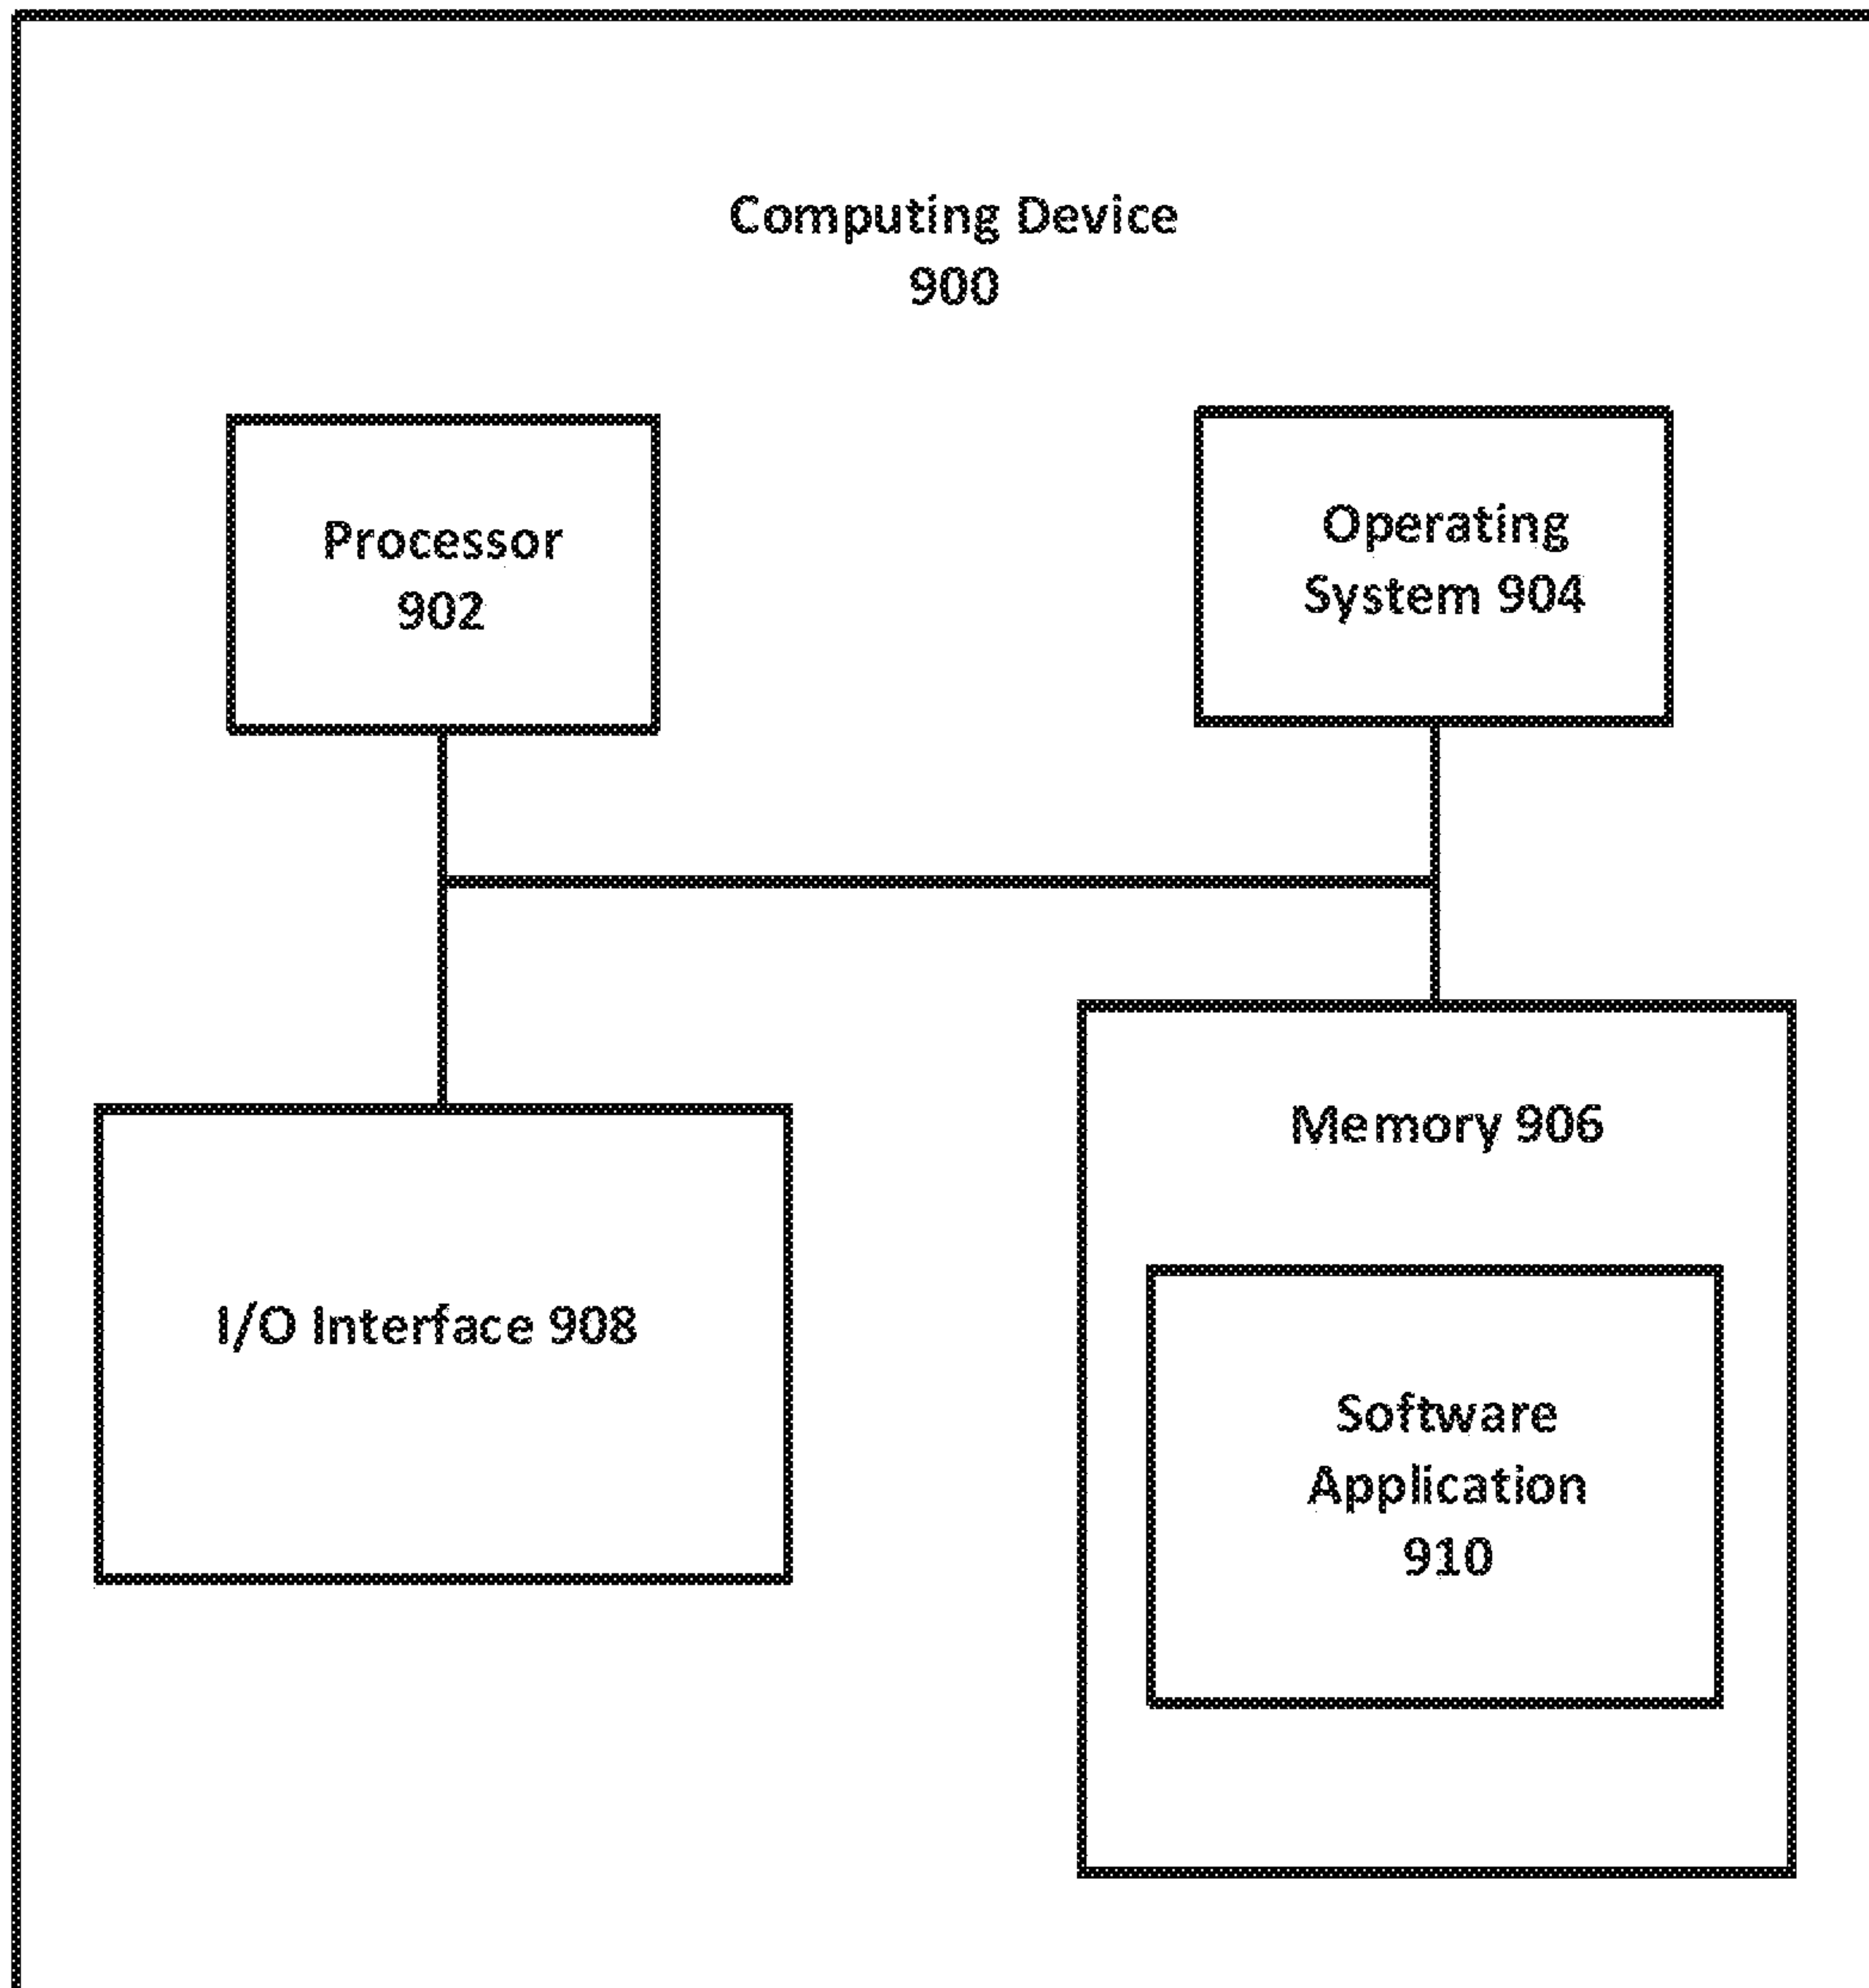 Computing Device
900
Processor
902
Operating
System 904
Memory 906
I/O Interface 908
Software
Application
910